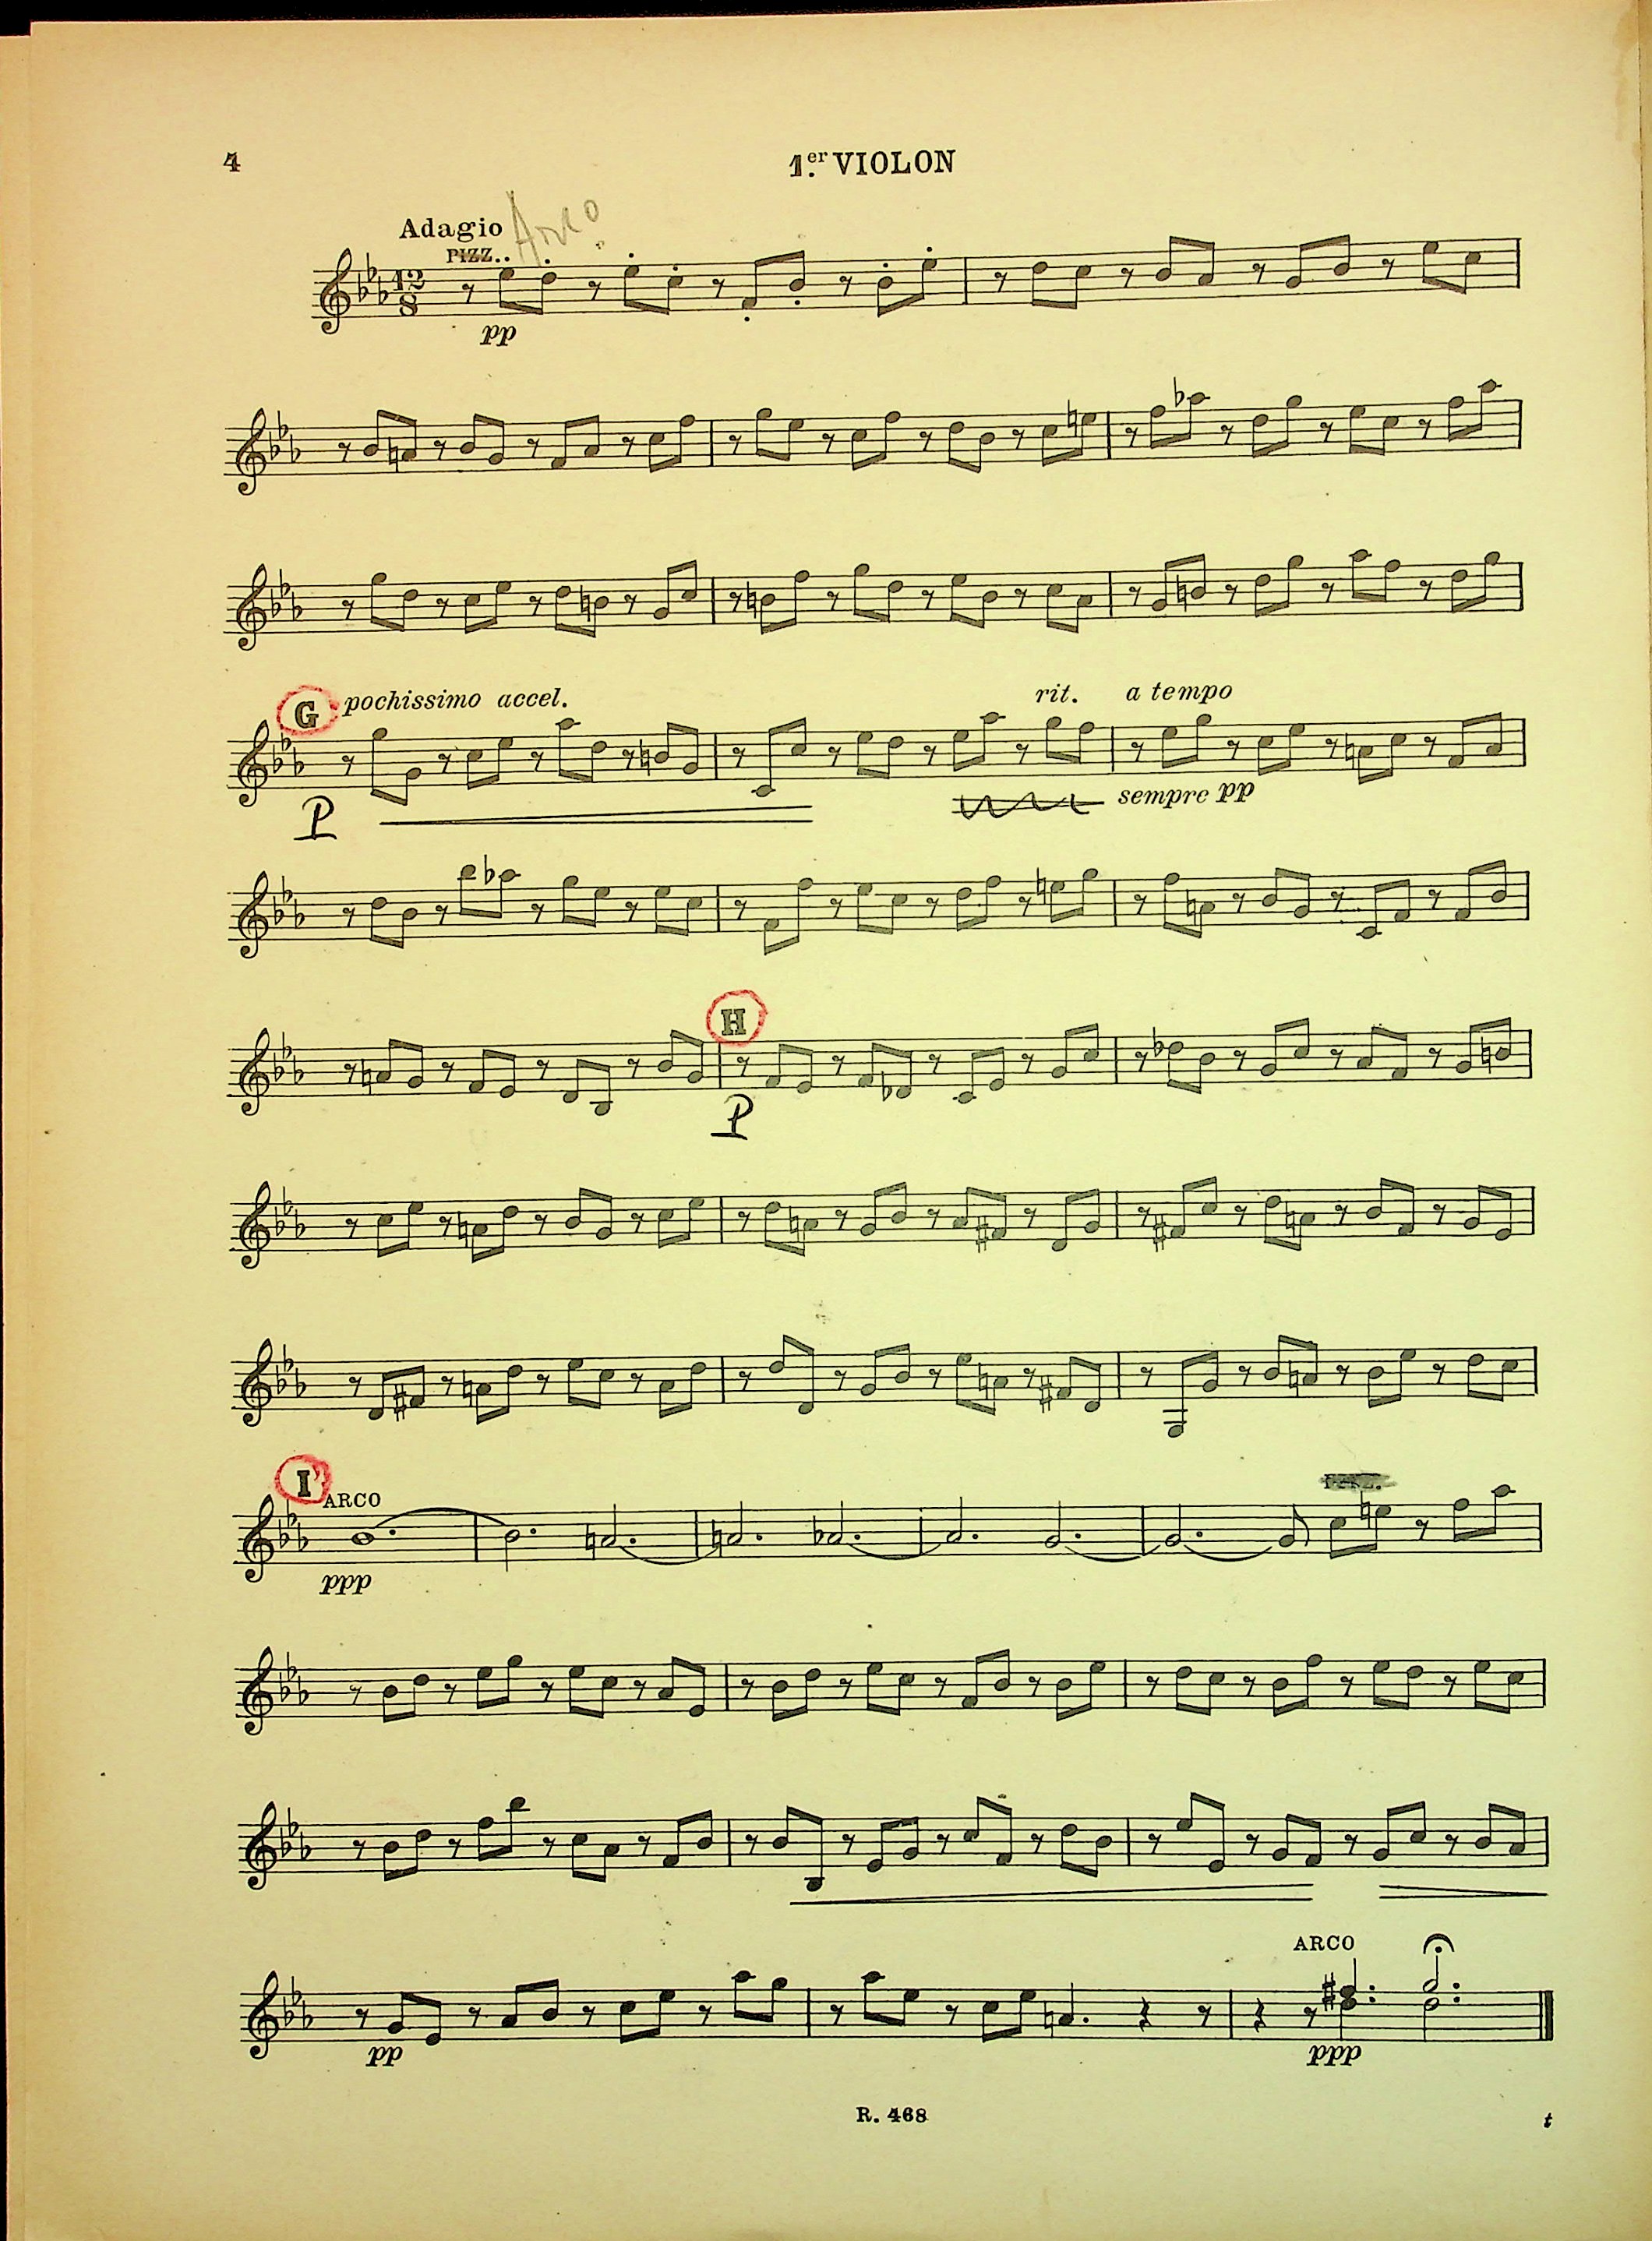 4
1.er VIOLON
Adagio Arco
PIZZ.
12
8
pp
G pochissimo accel. rit. a tempo
P sempre pp
H
P
I
ARCO
ppp
ARCO
pp ppp
R. 468 t